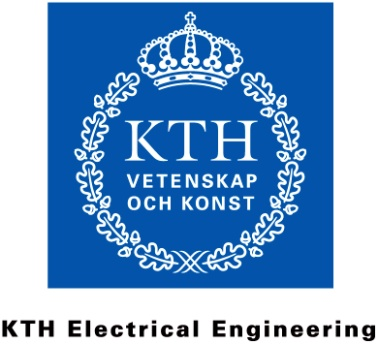 KTH
VETENSKAP
OCH KONST
KTH Electrical Engineering